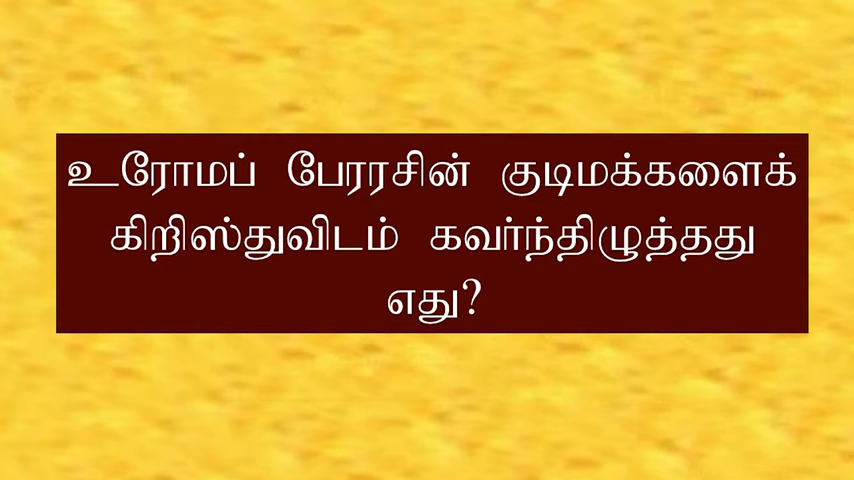 உரோமப் பேரரசின் குடிமக்களைக்
கிறிஸ்துவிடம் கவர்ந்திழுத்தது
எது?